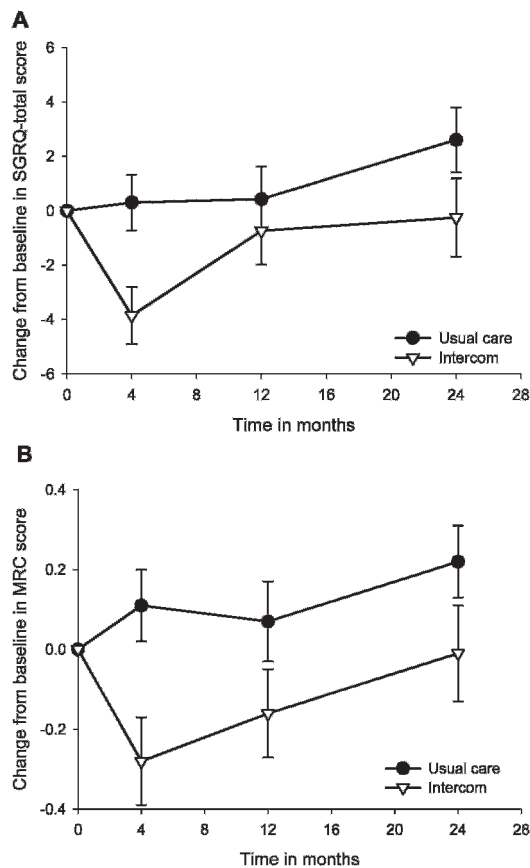 A
Change from baseline in SGRQ-total score
6
4
2
0
-2
-4
-6
Usual care
Intercom
0 4 8 12 16 20 24 28
Time in months
B
Change from baseline in MRC score
0.4
0.2
0.0
-0.2
-0.4
Usual care
Intercom
0 4 8 12 16 20 24 28
Time in months